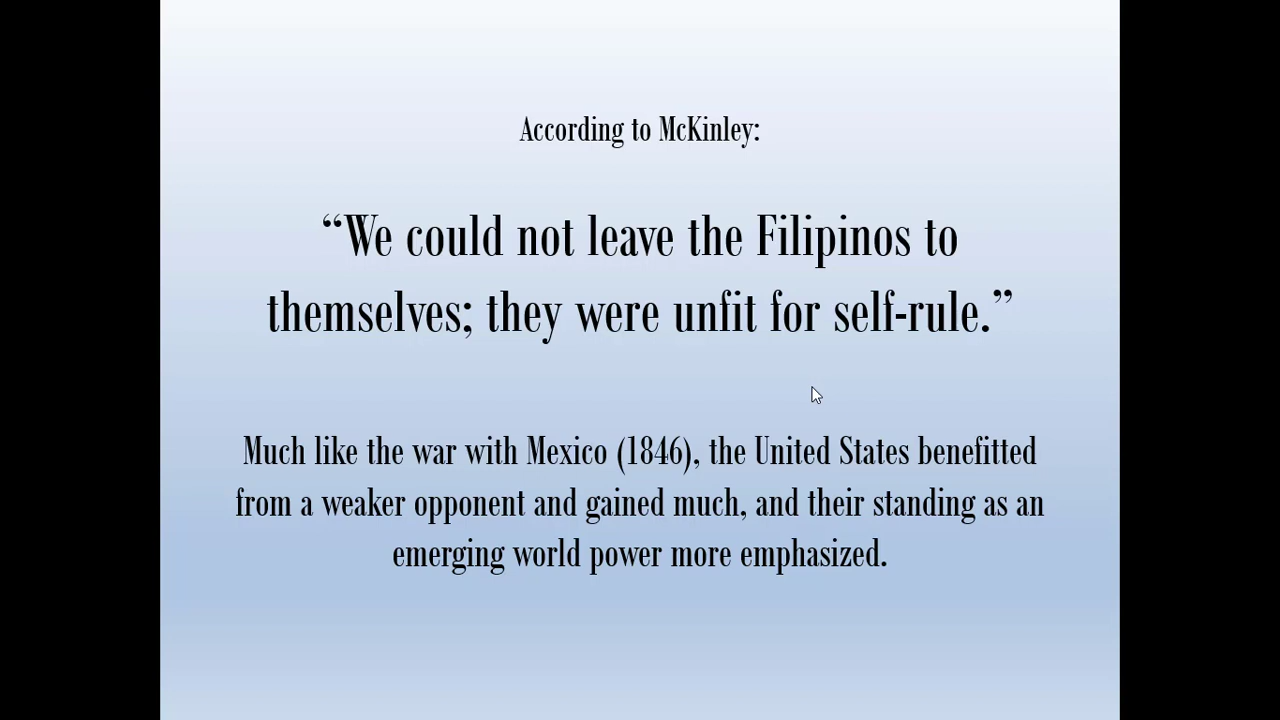 According to McKinley:
“We could not leave the Filipinos to
themselves; they were unfit for self-rule.”
Much like the war with Mexico (1846), the United States benefitted
from a weaker opponent and gained much, and their standing as an
emerging world power more emphasized.